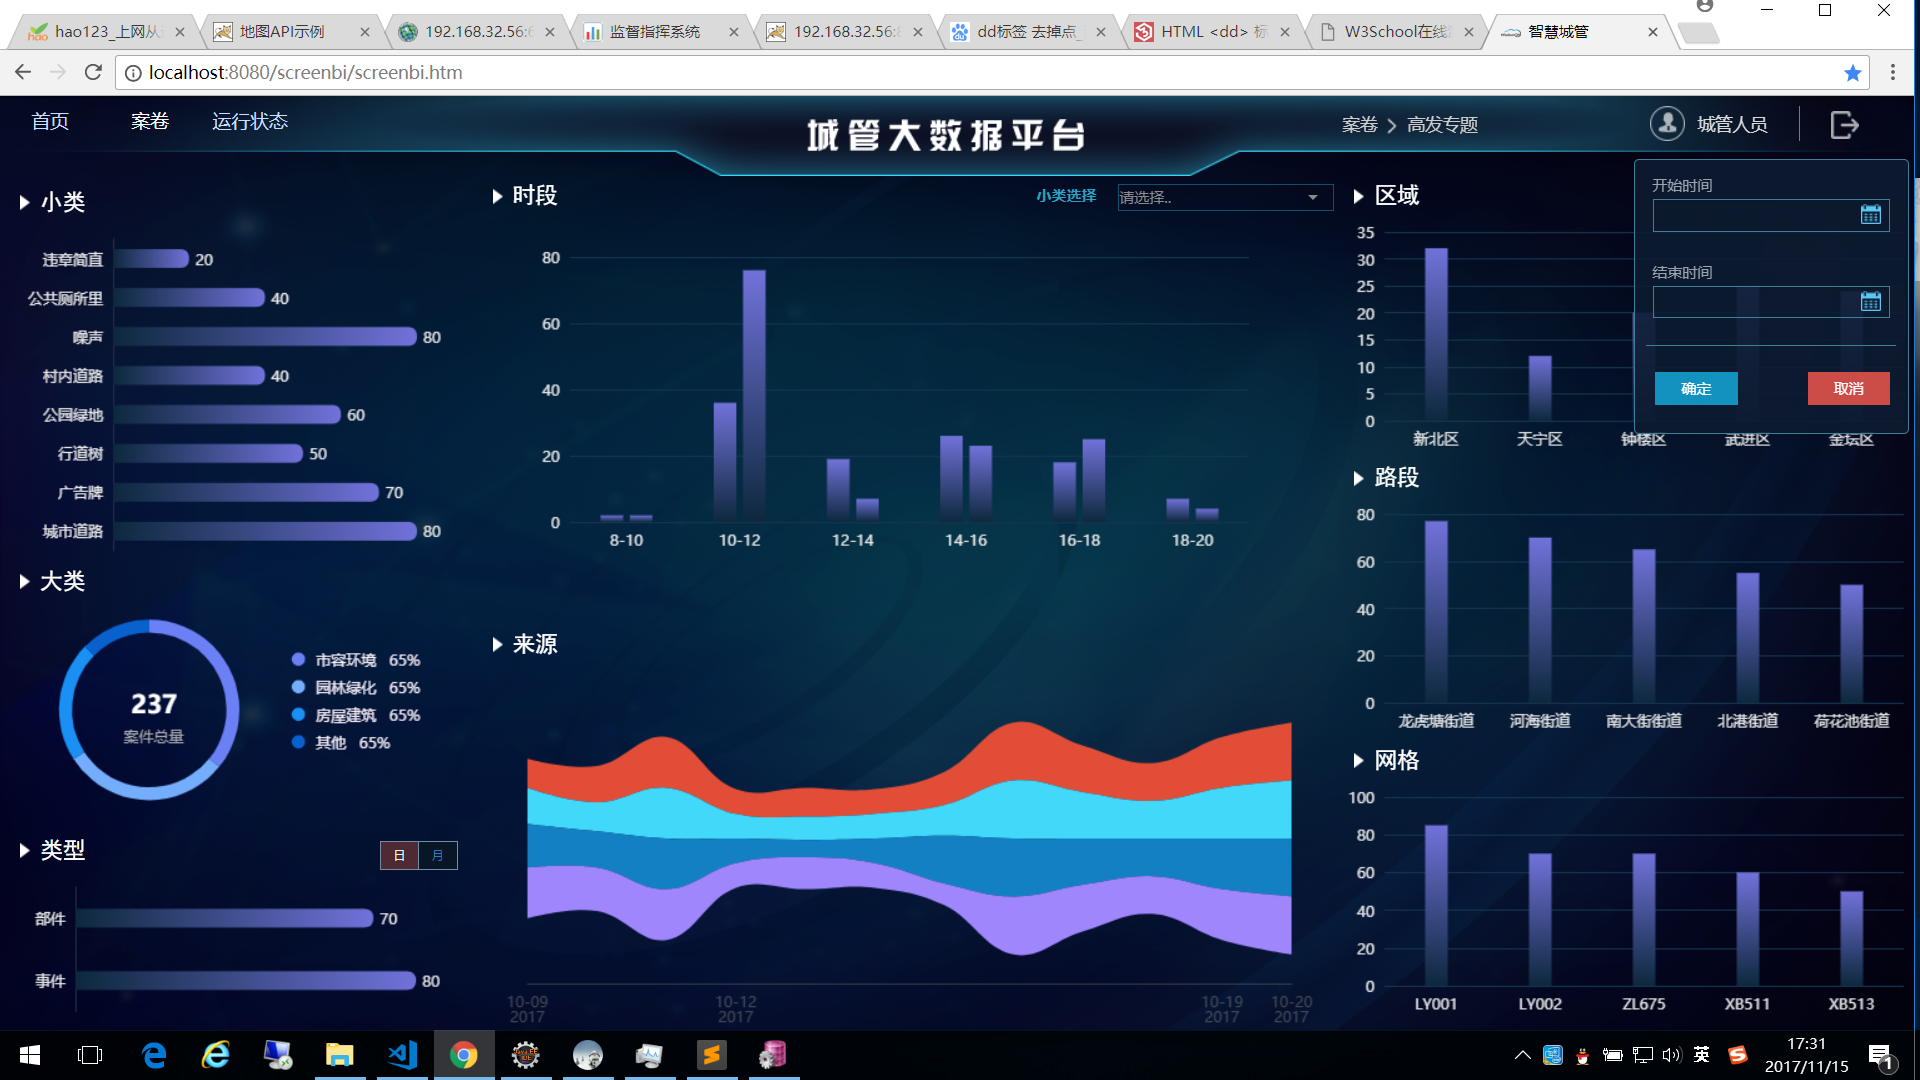 hao123_上网从
地图API示例
192.168.32.56:6
监督指挥系统
192.168.32.56:8
dd标签 去掉点_
HTML <dd> 标
W3School在线
智慧城管
localhost:8080/screenbi/screenbi.htm
首页
案卷
运行状态
城管大数据平台
案卷
高发专题
城管人员
小类
违章简直
20
公共厕所里
40
噪声
80
村内道路
40
公园绿地
60
行道树
50
广告牌
70
城市道路
80
大类
237
案件总量
市容环境 65%
园林绿化 65%
房屋建筑 65%
其他 65%
类型
日
月
部件
70
事件
80
时段
小类选择
请选择..
80
60
40
20
0
8-10
10-12
12-14
14-16
16-18
18-20
来源
10-09
2017
10-12
2017
10-19
2017
10-20
2017
区域
35
30
25
20
15
10
5
0
新北区
天宁区
钟楼区
武进区
金坛区
开始时间
结束时间
确定
取消
路段
80
60
40
20
0
龙虎塘街道
河海街道
南大街街道
北港街道
荷花池街道
网格
100
80
60
40
20
0
LY001
LY002
ZL675
XB511
XB513
英
17:31
2017/11/15
1